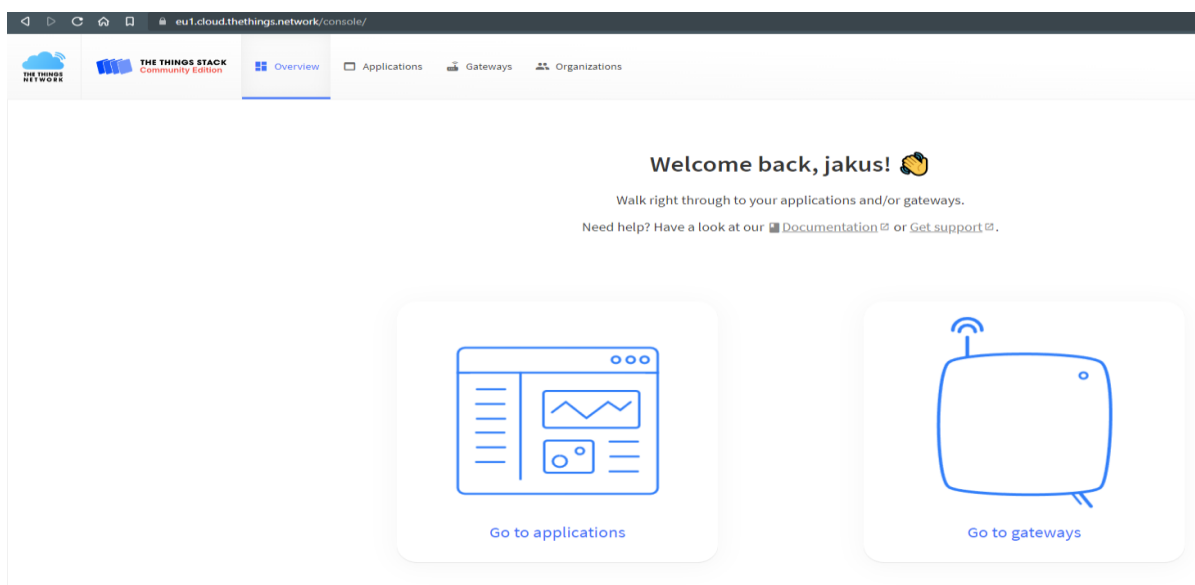 eu1.cloud.thethings.network/console/
THE THINGS NETWORK
THE THINGS STACK
Community Edition
Overview
Applications
Gateways
Organizations
Welcome back, jakus! 👋
Walk right through to your applications and/or gateways.
Need help? Have a look at our Documentation or Get support.
Go to applications
Go to gateways